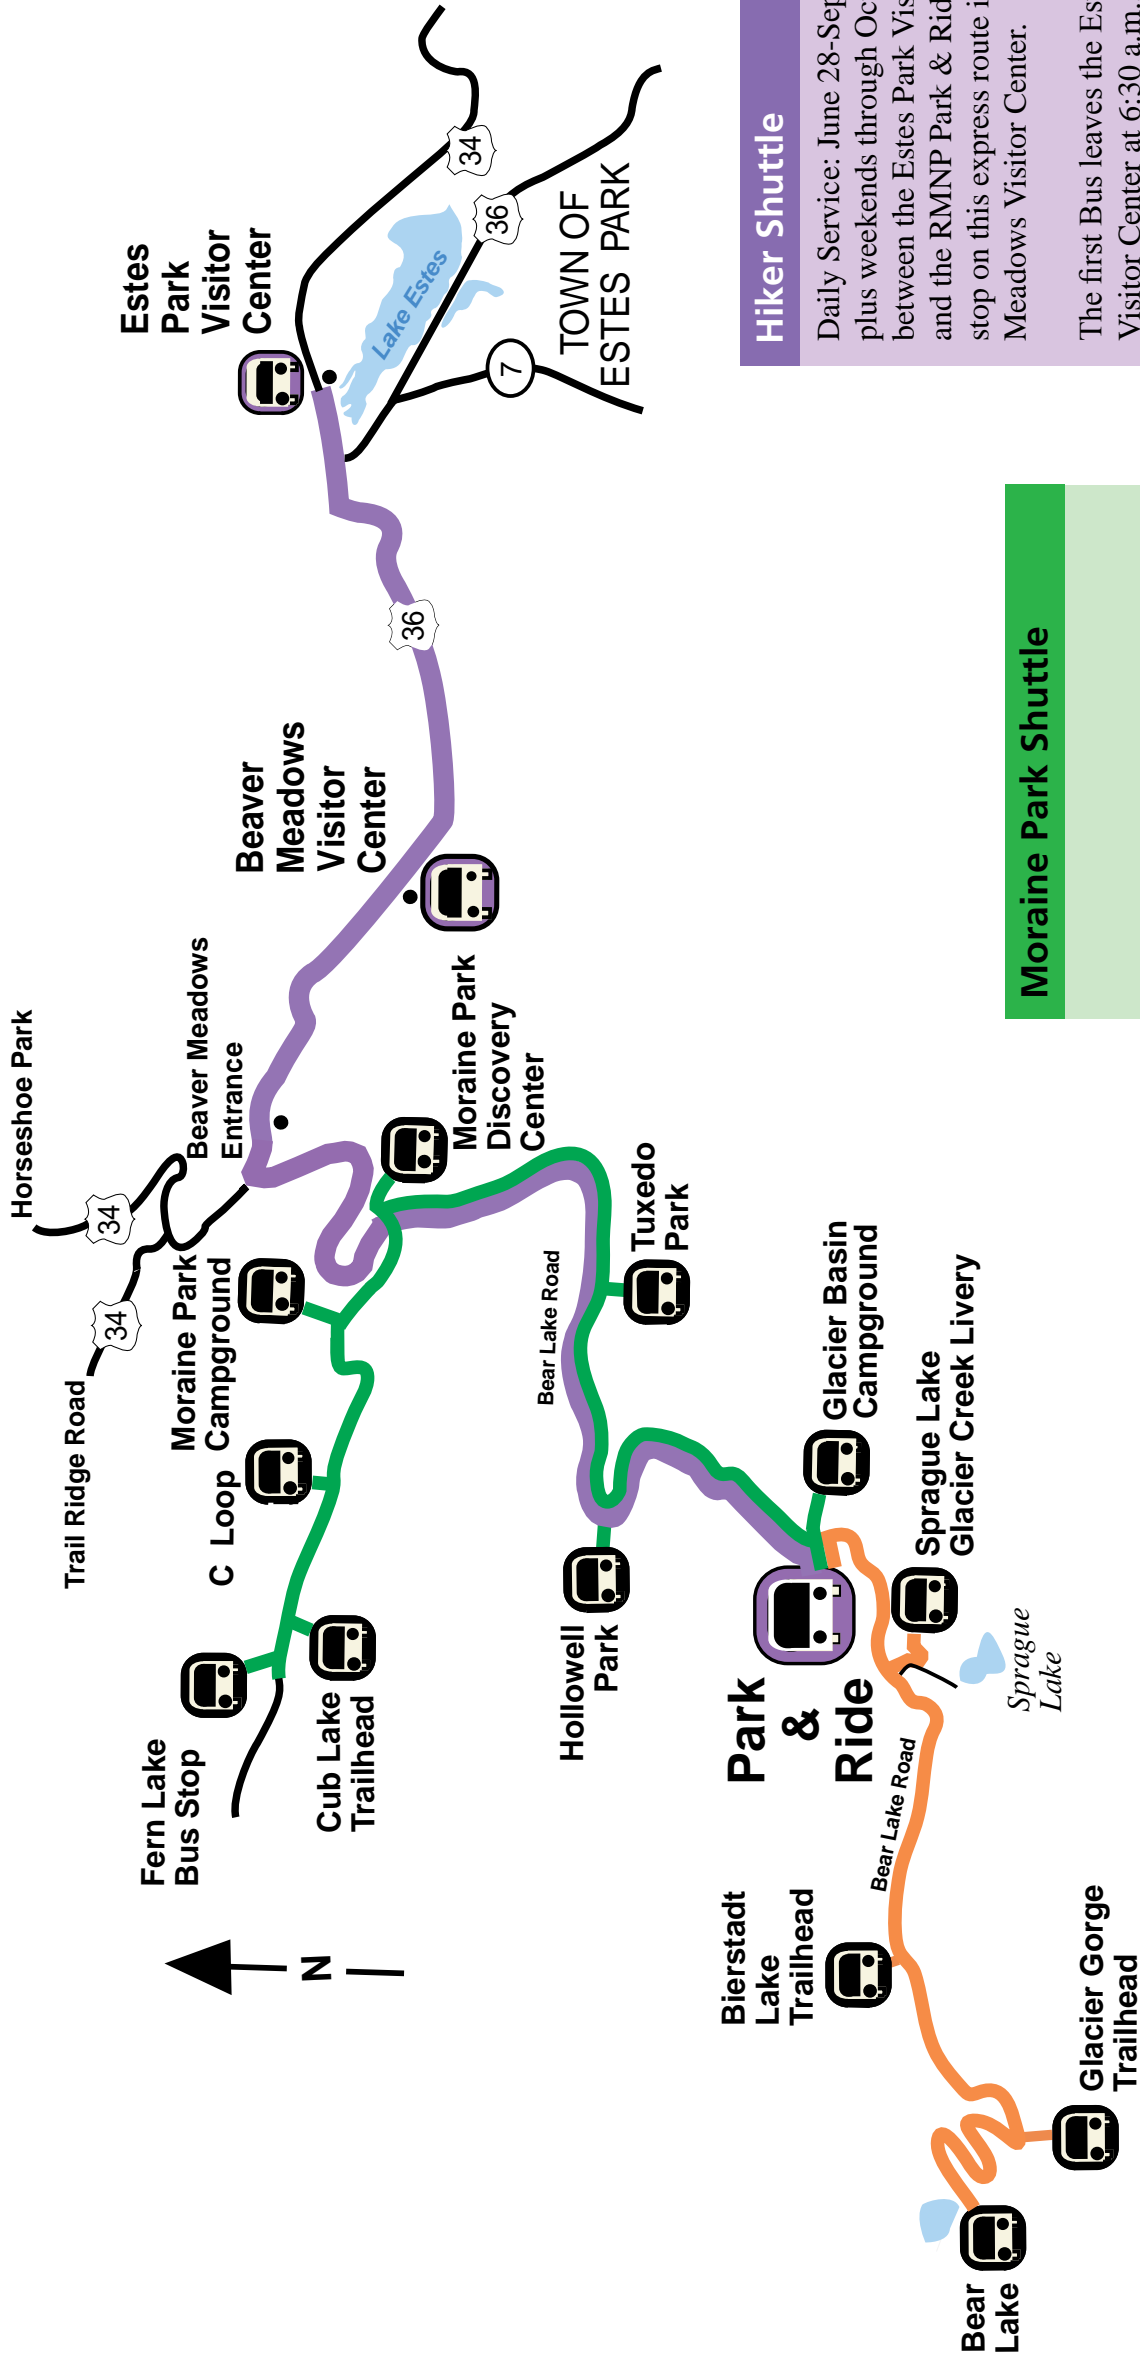 Horseshoe Park
34
Trail Ridge Road
34
Beaver Meadows
Entrance
Estes
Park
Visitor
Center
34
36
Lake Estes
TOWN OF
ESTES PARK
7
36
Beaver
Meadows
Visitor
Center
Moraine Park
Discovery
Center
Moraine Park
Campground
C Loop
Fern Lake
Bus Stop
Cub Lake
Trailhead
N
Bear Lake Road
Tuxedo
Park
Hollowell
Park
Glacier Basin
Campground
Park
&
Ride
Sprague Lake
Glacier Creek Livery
Sprague
Lake
Bear Lake Road
Bierstadt
Lake
Trailhead
Glacier Gorge
Trailhead
Bear
Lake
Hiker Shuttle
Daily Service: June 28-Sep
plus weekends through Oc
between the Estes Park Vis
and the RMNP Park & Rid
stop on this express route i
Meadows Visitor Center.
The first Bus leaves the Es
Visitor Center at 6:30 a.m.
Moraine Park Shuttle